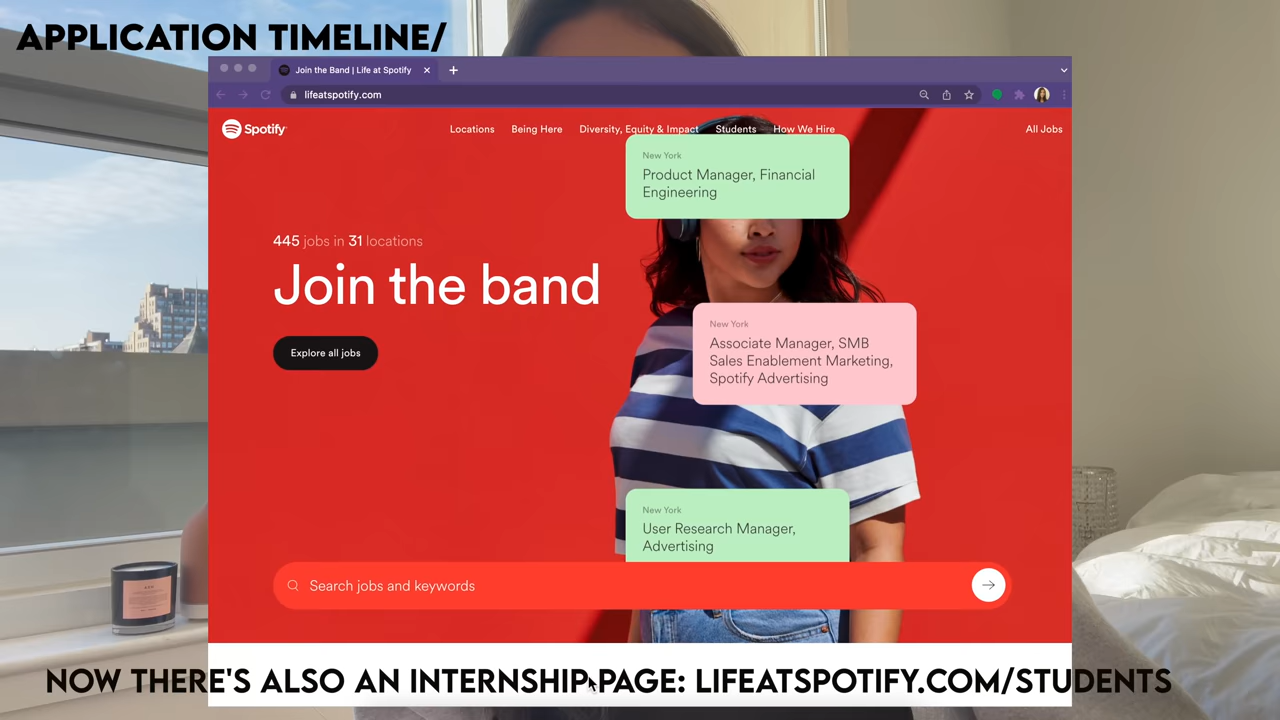 APPLICATION TIMELINE/
Join the Band | Life at Spotify
lifeatspotify.com
Spotify
Locations
Being Here
Diversity, Equity & Impact
Students
How We Hire
All Jobs
New York
Product Manager, Financial
Engineering
445 jobs in 31 locations
Join the band
Explore all jobs
New York
Associate Manager, SMB
Sales Enablement Marketing,
Spotify Advertising
New York
User Research Manager,
Advertising
Search jobs and keywords
NOW THERE'S ALSO AN INTERNSHIP PAGE: LIFEATSPOTIFY.COM/STUDENTS